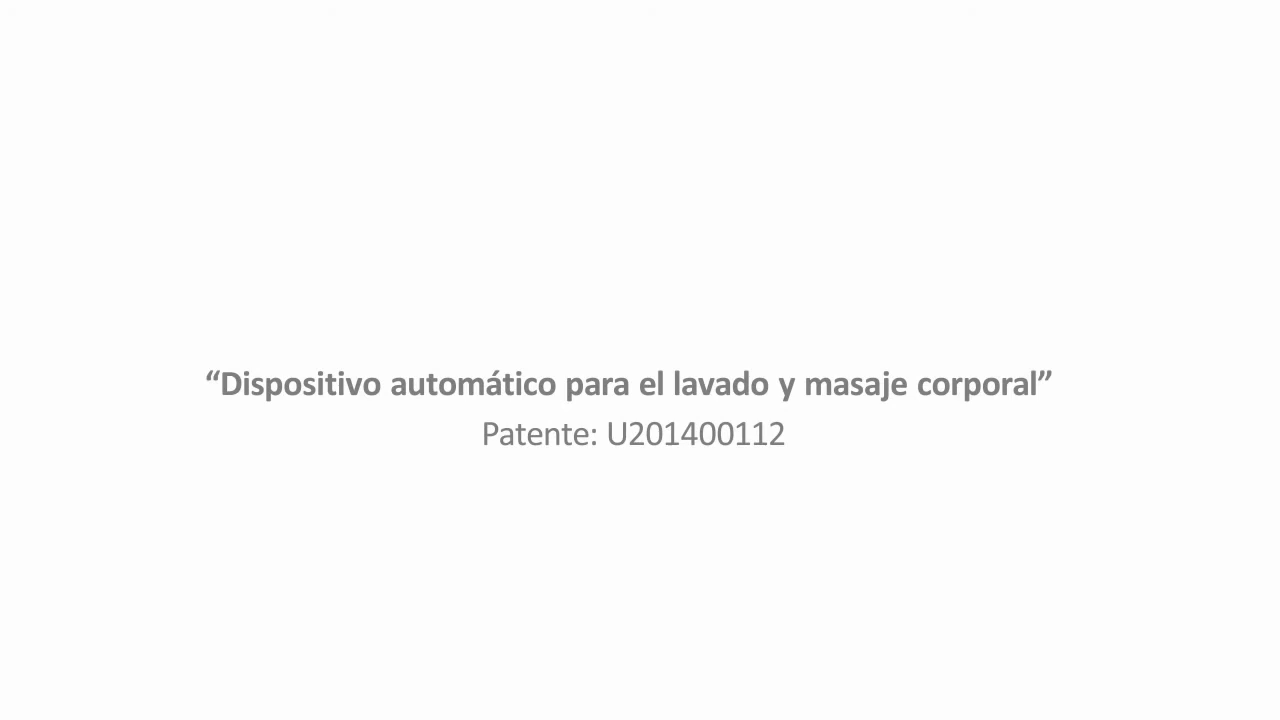 “Dispositivo automático para el lavado y masaje corporal”
Patente: U201400112